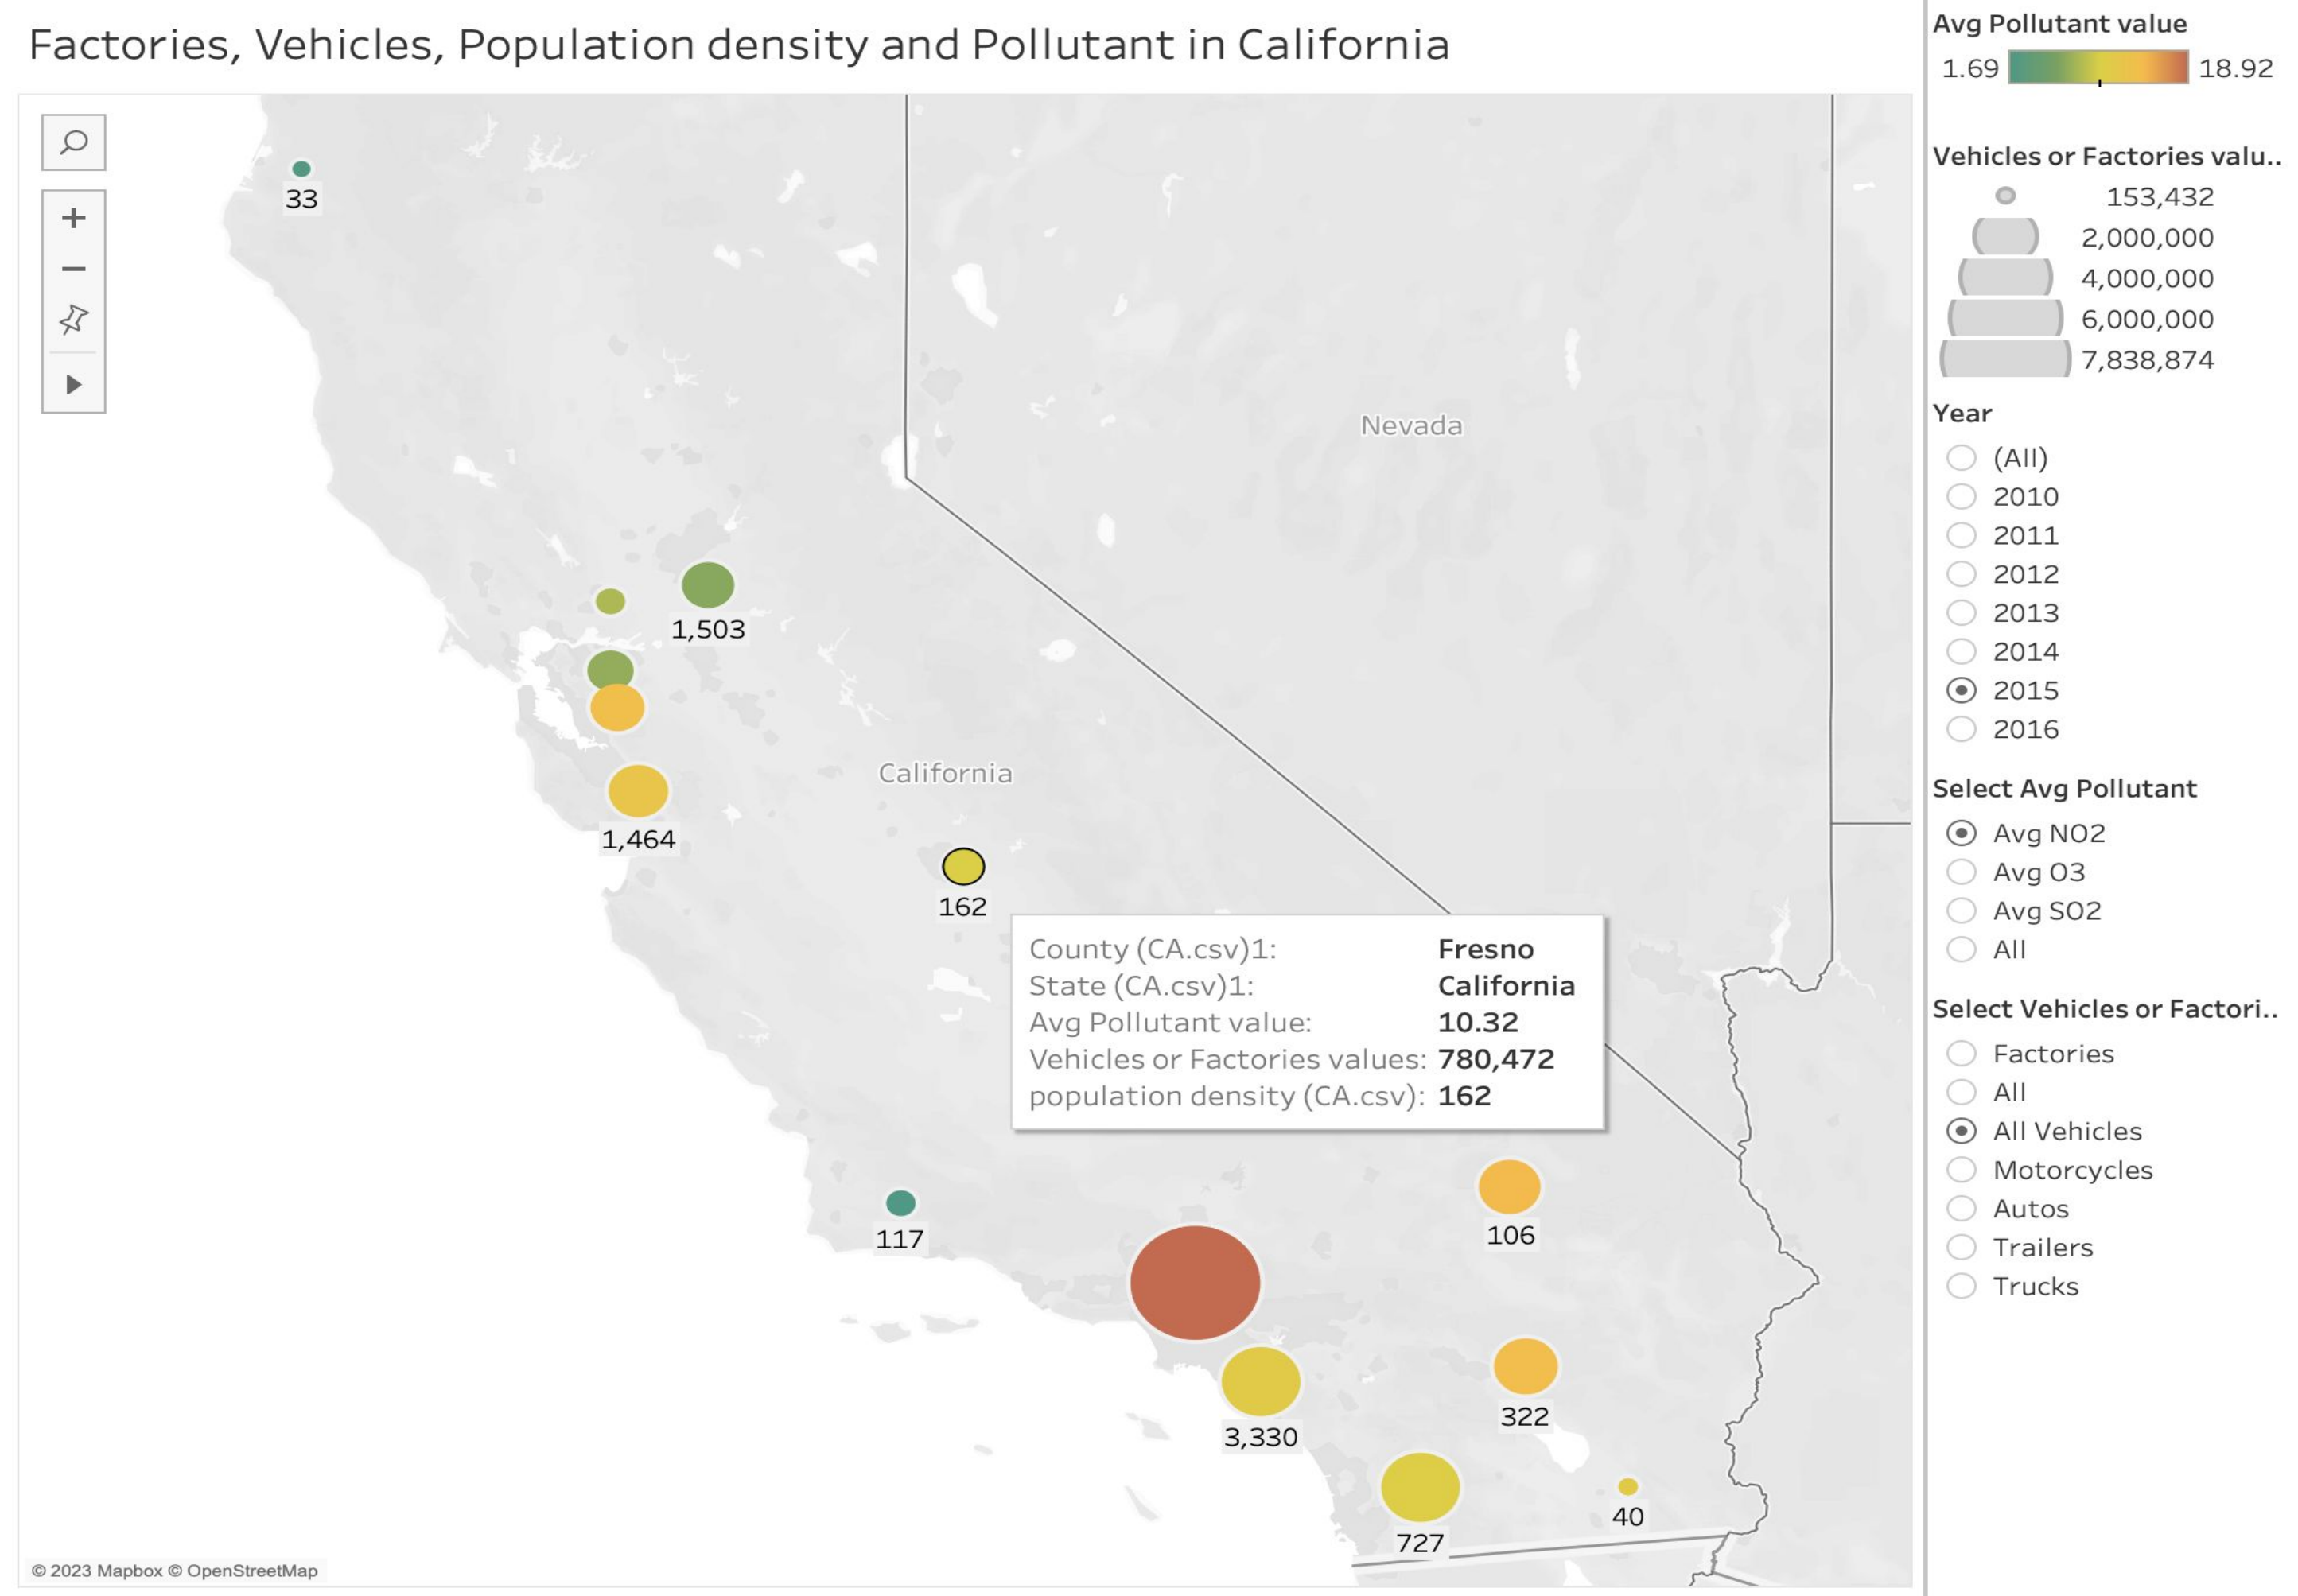 Factories, Vehicles, Population density and Pollutant in California
33
1,503
1,464
Nevada
California
162
County (CA.csv)1: Fresno
State (CA.csv)1: California
Avg Pollutant value: 10.32
Vehicles or Factories values: 780,472
population density (CA.csv): 162
117
106
3,330
322
727
40
© 2023 Mapbox © OpenStreetMap
Avg Pollutant value
1.69 18.92
Vehicles or Factories valu..
153,432
2,000,000
4,000,000
6,000,000
7,838,874
Year
(All)
2010
2011
2012
2013
2014
2015
2016
Select Avg Pollutant
Avg NO2
Avg O3
Avg SO2
All
Select Vehicles or Factori..
Factories
All
All Vehicles
Motorcycles
Autos
Trailers
Trucks